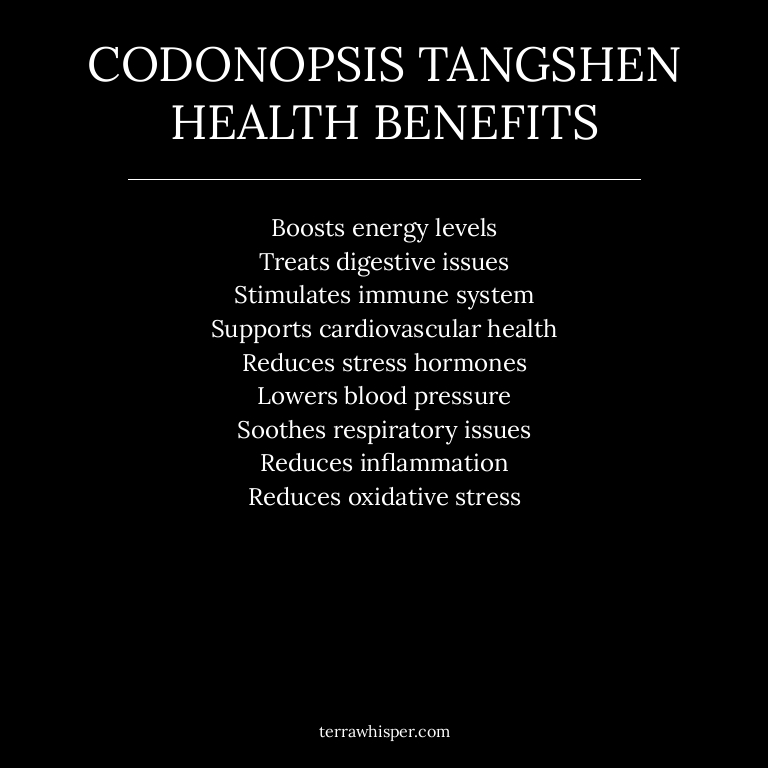 CODONOPSIS TANGSHEN
HEALTH BENEFITS
Boosts energy levels
Treats digestive issues
Stimulates immune system
Supports cardiovascular health
Reduces stress hormones
Lowers blood pressure
Soothes respiratory issues
Reduces inflammation
Reduces oxidative stress
terrawhisper.com